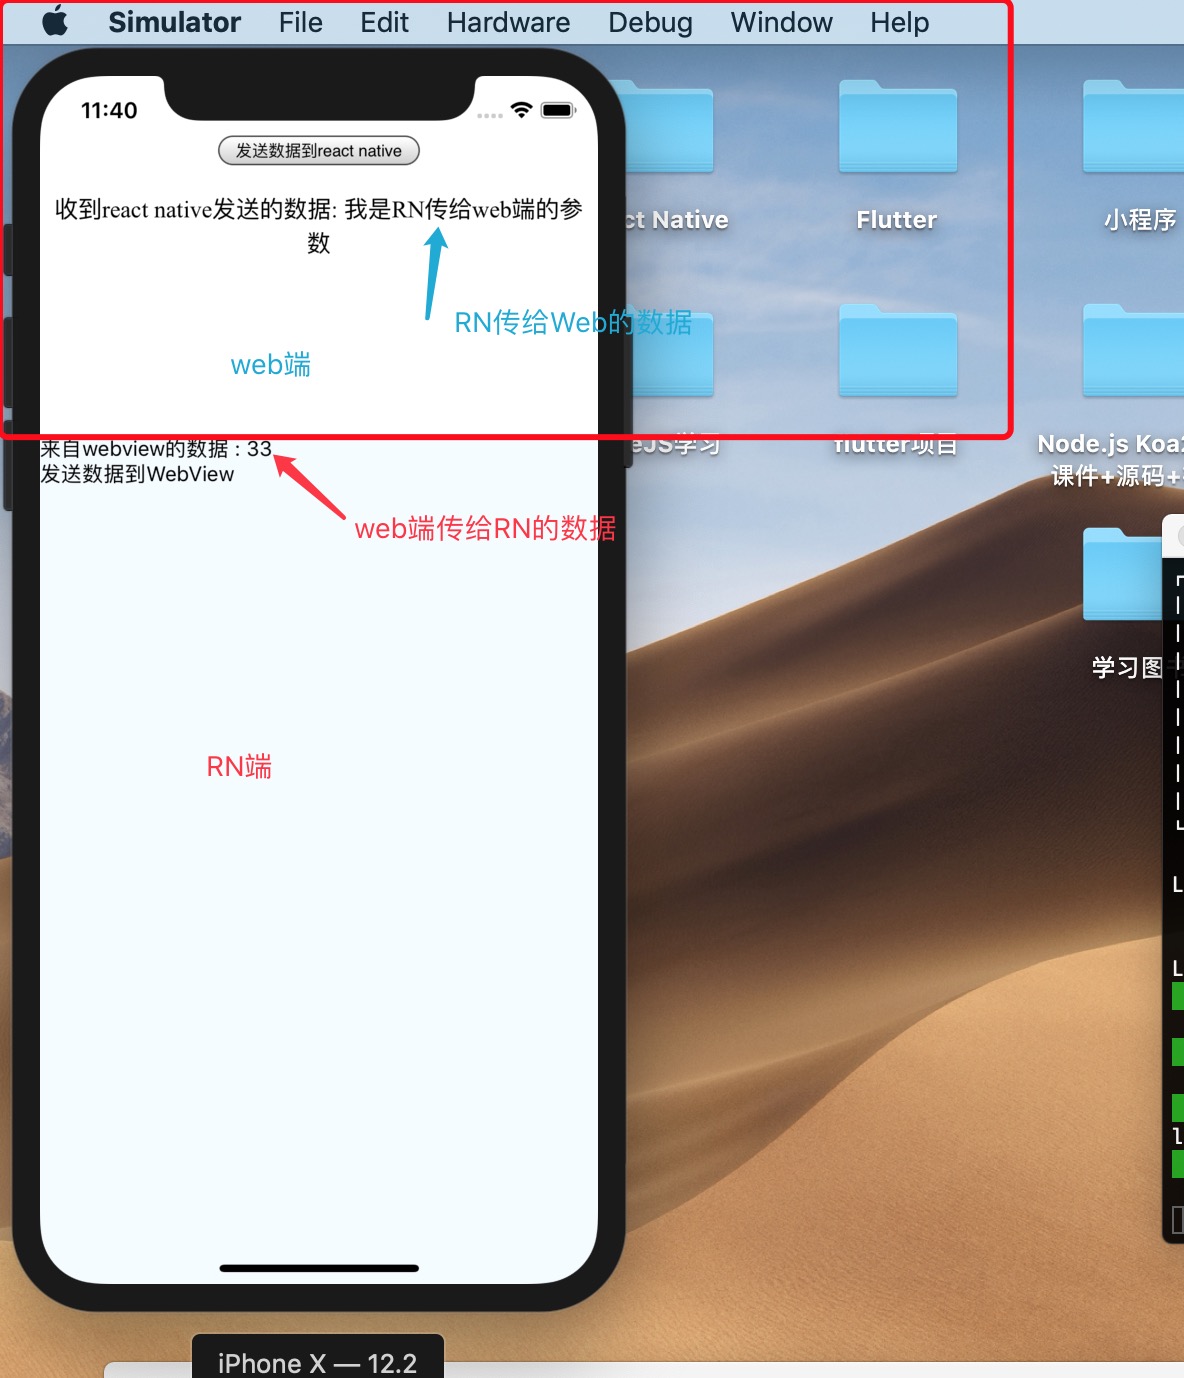 Simulator File Edit Hardware Debug Window Help
11:40
发送数据到react native
收到react native发送的数据: 我是RN传给web端的参
数
RN传给Web的数据
web端
来自webview的数据 : 33
发送数据到WebView
web端传给RN的数据
RN端
iPhone X — 12.2
ct Native
Flutter
小程序
eJS学习
flutter项目
Node.js Koa2
课件+源码+
学习图
L
L
l